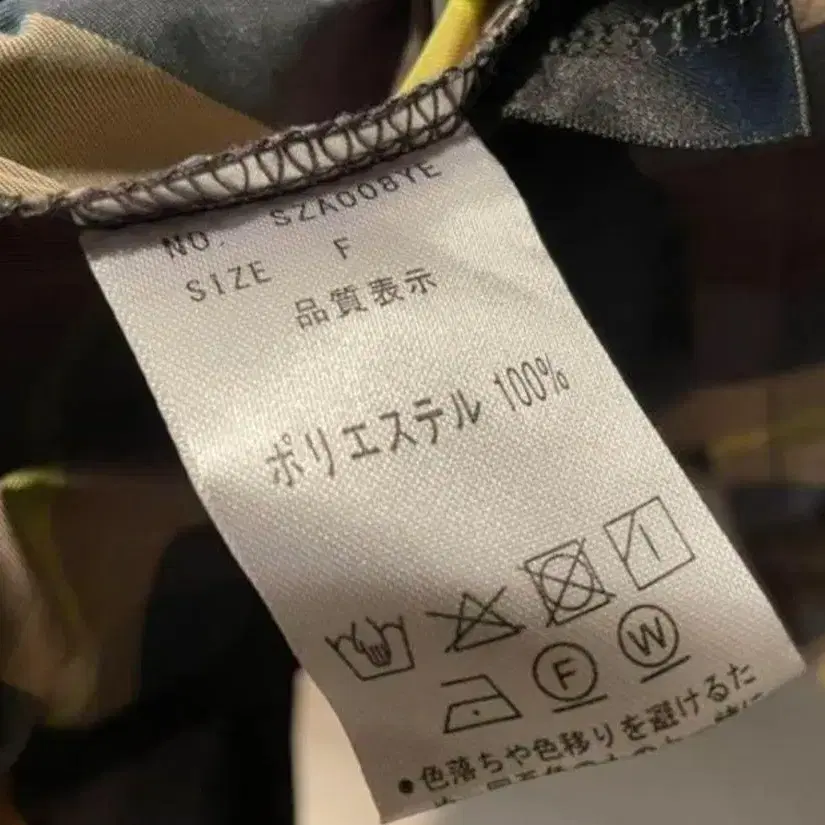 NO. SZA008YE
SIZE F
品質表示
ポリエステル 100%
F
W
●色落ちや色移りを避けるた